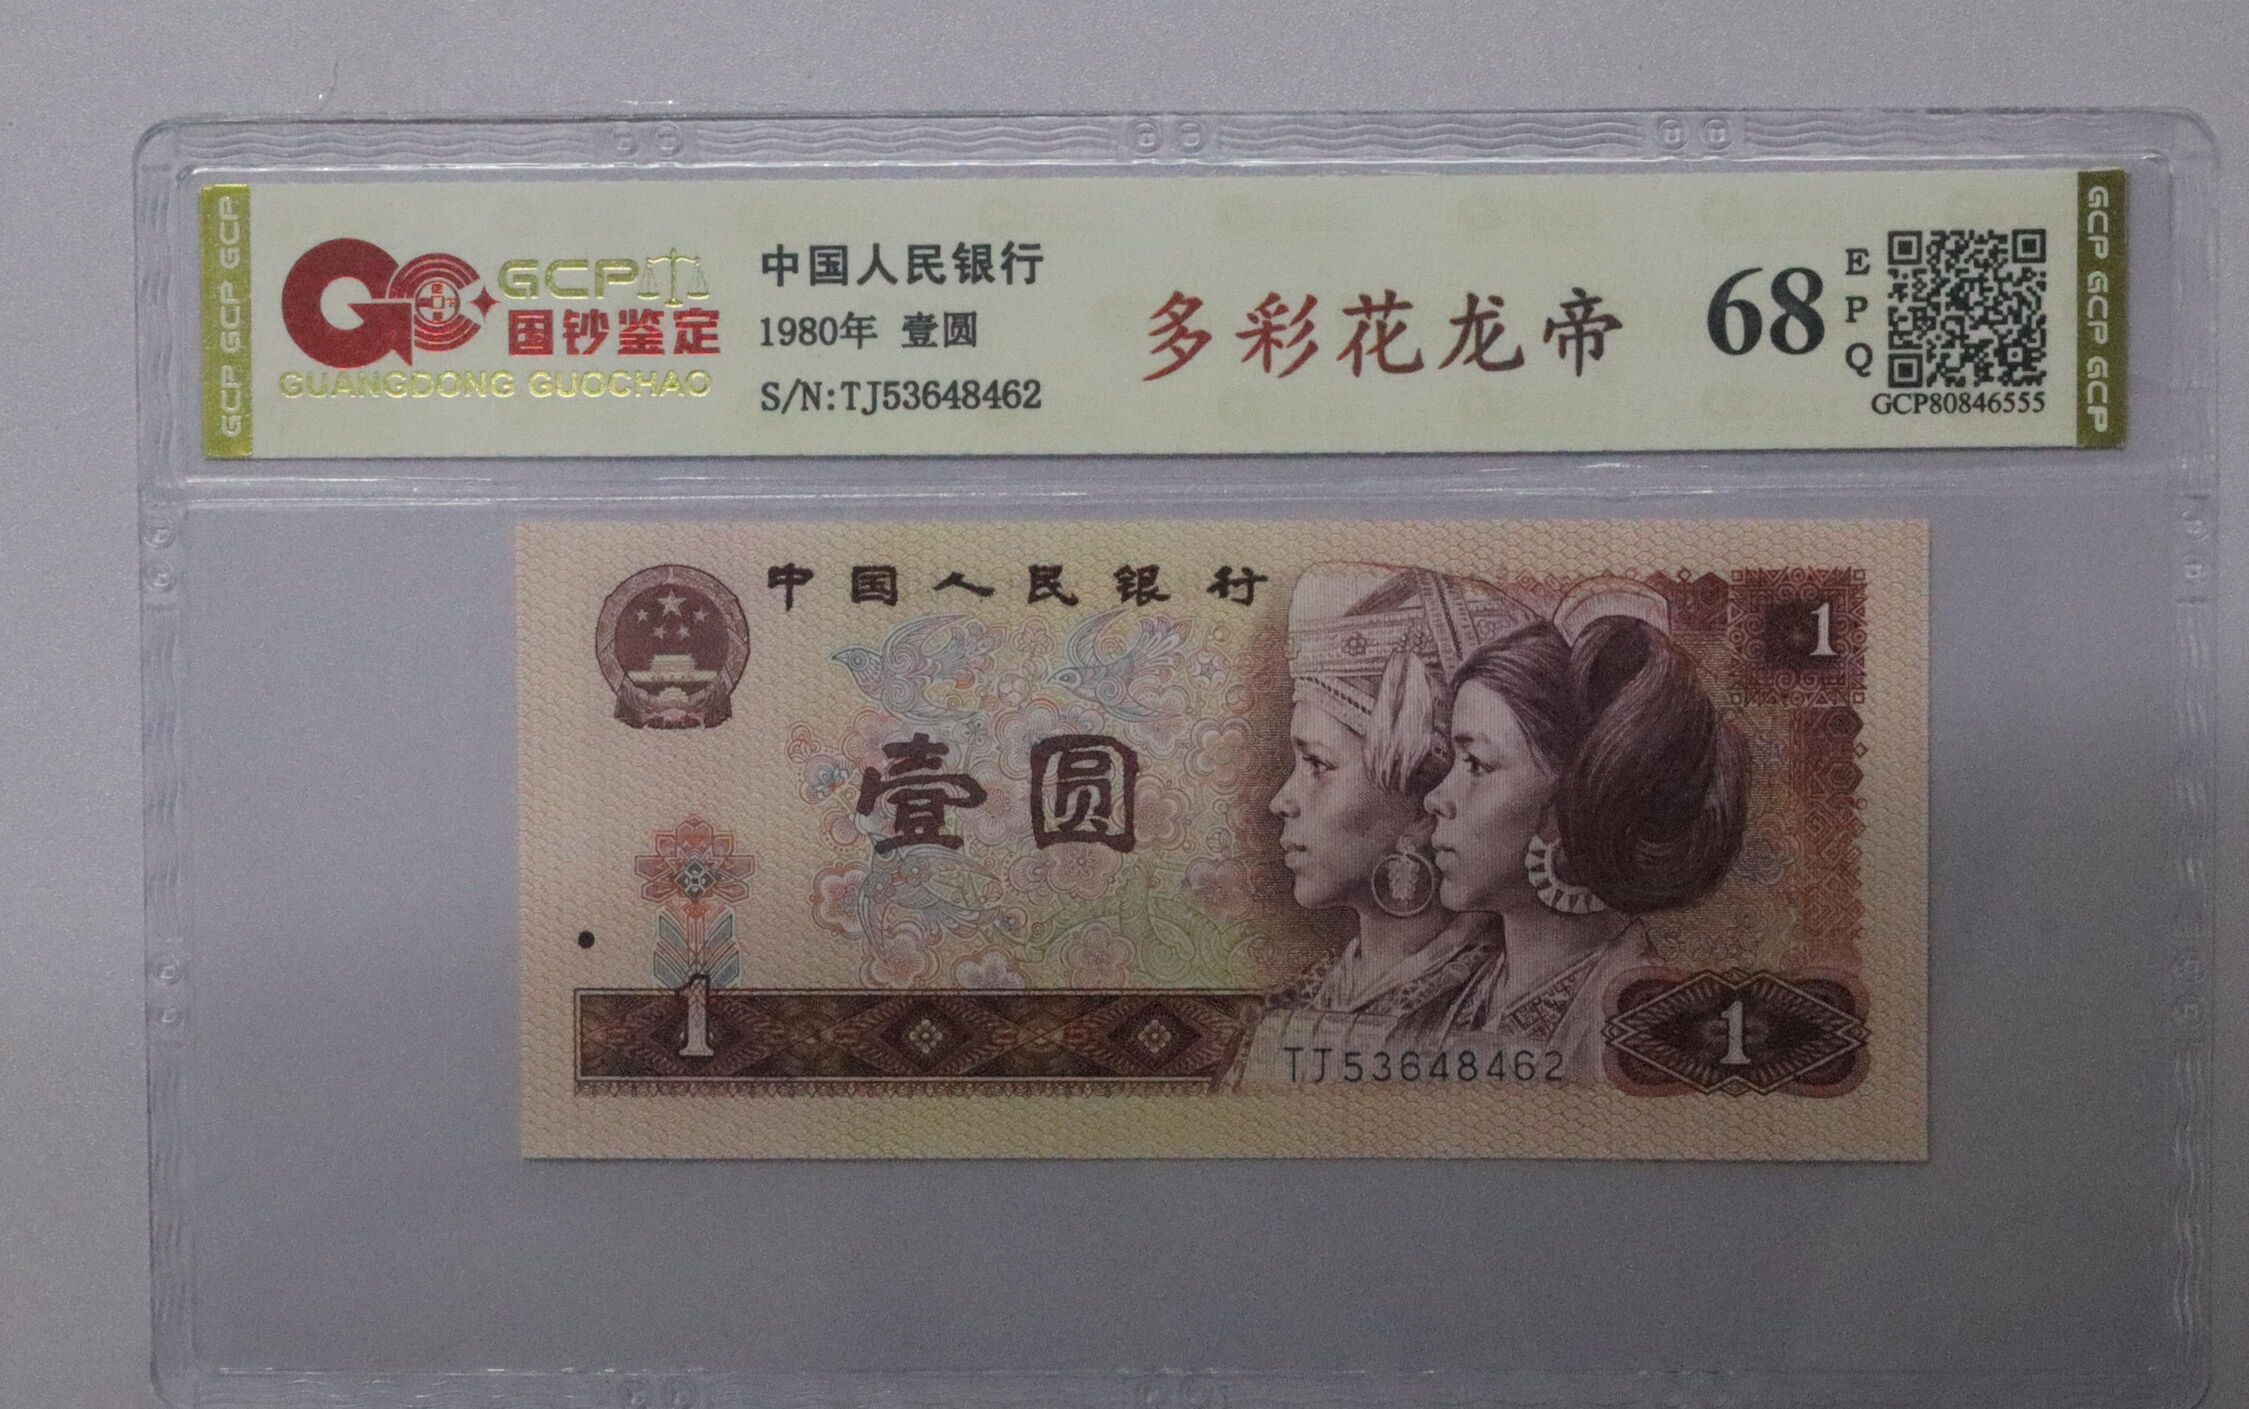 GCP GCP GCP
GCP
国钞鉴定
GUANGDONG GUOCHAO
中国人民银行
1980年 壹圆
S/N:TJ53648462
多彩花龙帝
68
EPQ
GCP80846555
GCP GCP GCP
中国人民银行
1
壹圆
1
1
TJ53648462